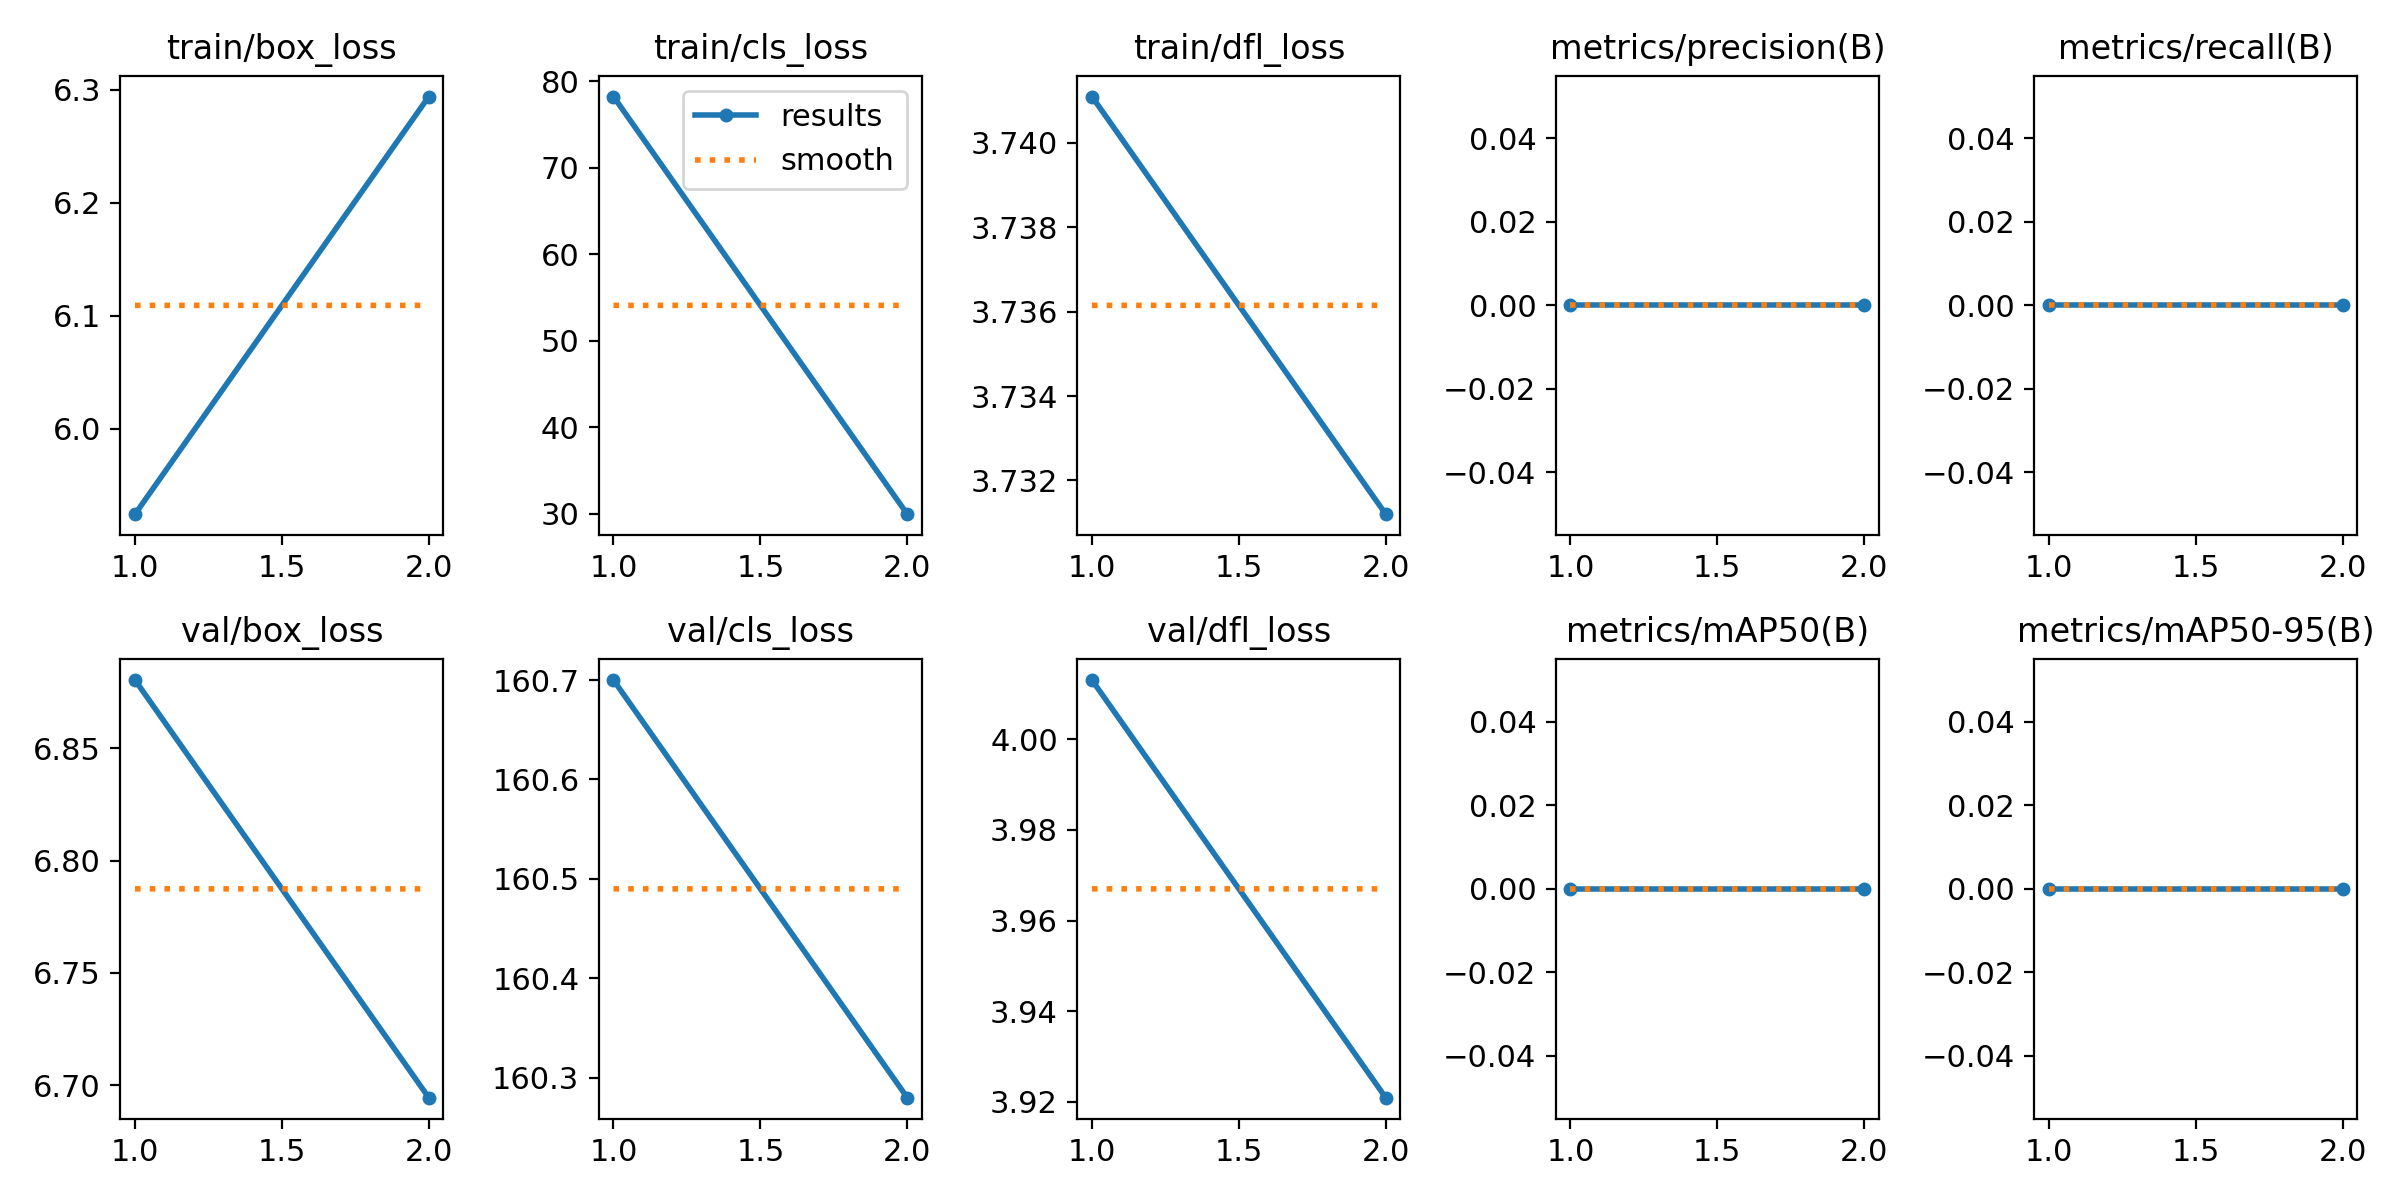 train/box_loss
6.3
6.2
6.1
6.0
1.0 1.5 2.0
train/cls_loss
80
70
60
50
40
30
results
smooth
1.0 1.5 2.0
train/dfl_loss
3.740
3.738
3.736
3.734
3.732
1.0 1.5 2.0
metrics/precision(B)
0.04
0.02
0.00
−0.02
−0.04
1.0 1.5 2.0
metrics/recall(B)
0.04
0.02
0.00
−0.02
−0.04
1.0 1.5 2.0
val/box_loss
6.85
6.80
6.75
6.70
1.0 1.5 2.0
val/cls_loss
160.7
160.6
160.5
160.4
160.3
1.0 1.5 2.0
val/dfl_loss
4.00
3.98
3.96
3.94
3.92
1.0 1.5 2.0
metrics/mAP50(B)
0.04
0.02
0.00
−0.02
−0.04
1.0 1.5 2.0
metrics/mAP50-95(B)
0.04
0.02
0.00
−0.02
−0.04
1.0 1.5 2.0